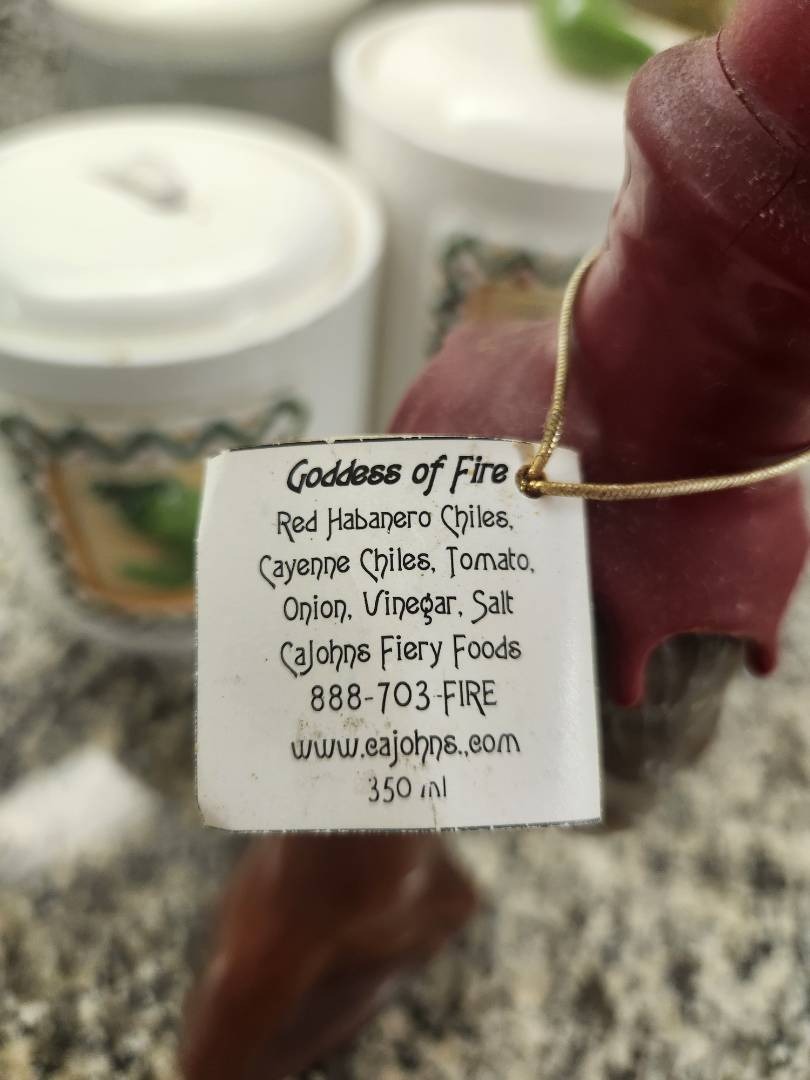 Goddess of Fire
Red Habanero Chiles,
Cayenne Chiles, Tomato,
Onion, Vinegar, Salt
CaJohns Fiery Foods
888-703-FIRE
www.cajohns.,com
350 ml